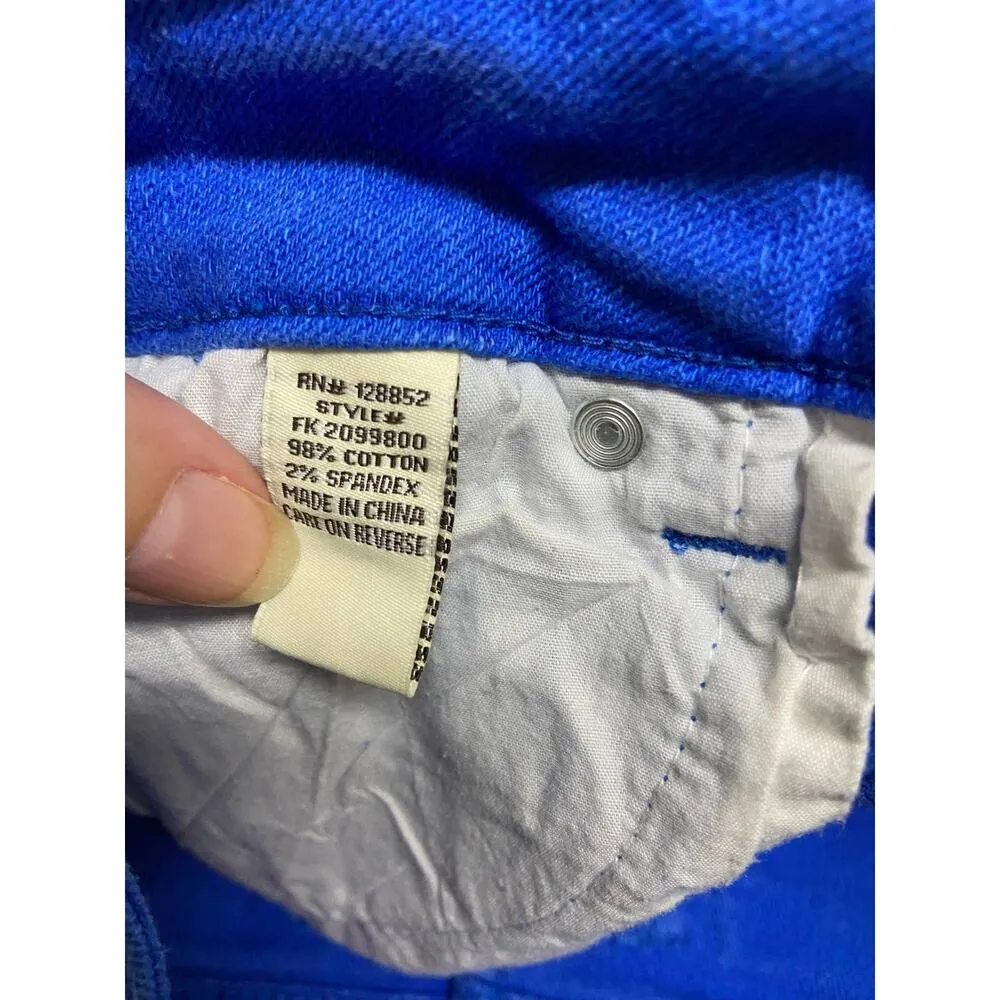 RN# 128852
STYLE#
FK 2099800
98% COTTON
2% SPANDEX
MADE IN CHINA
CARE ON REVERSE